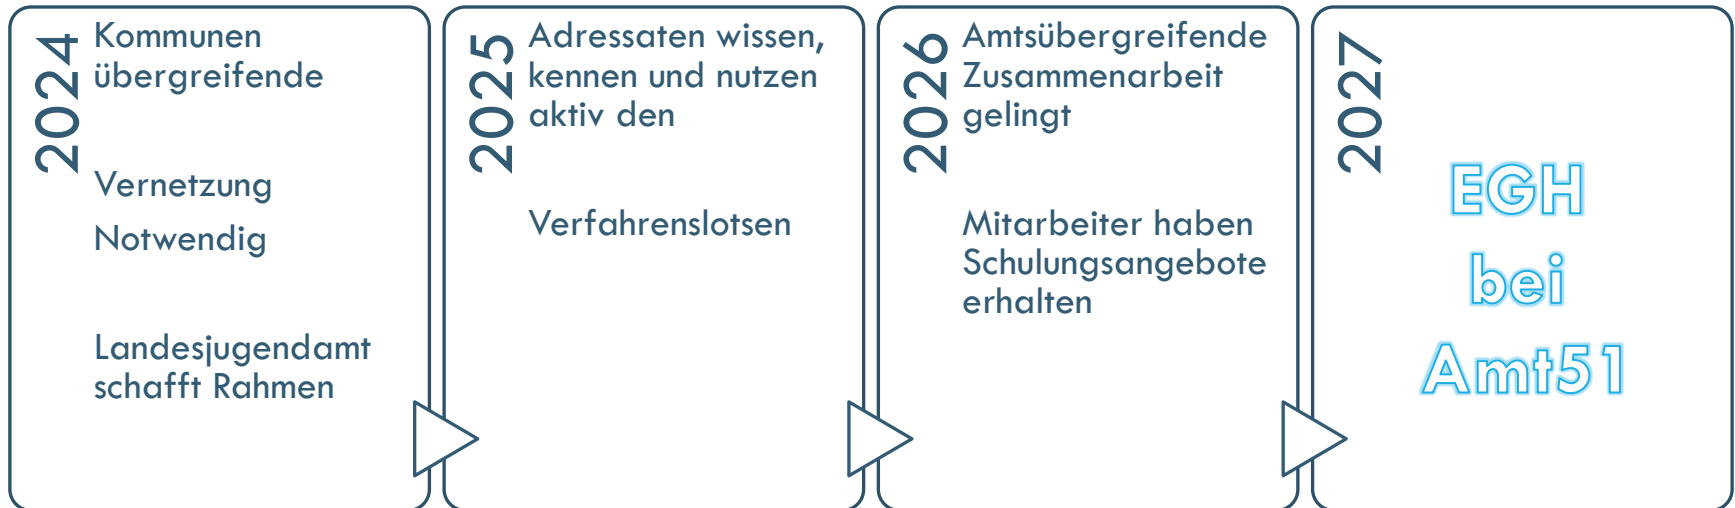 2024
Kommunen
übergreifende
Vernetzung
Notwendig
Landesjugendamt
schafft Rahmen
2025
Adressaten wissen,
kennen und nutzen
aktiv den
Verfahrenslotsen
2026
Amtsübergreifende
Zusammenarbeit
gelingt
Mitarbeiter haben
Schulungsangebote
erhalten
2027
EGH
bei
Amt51